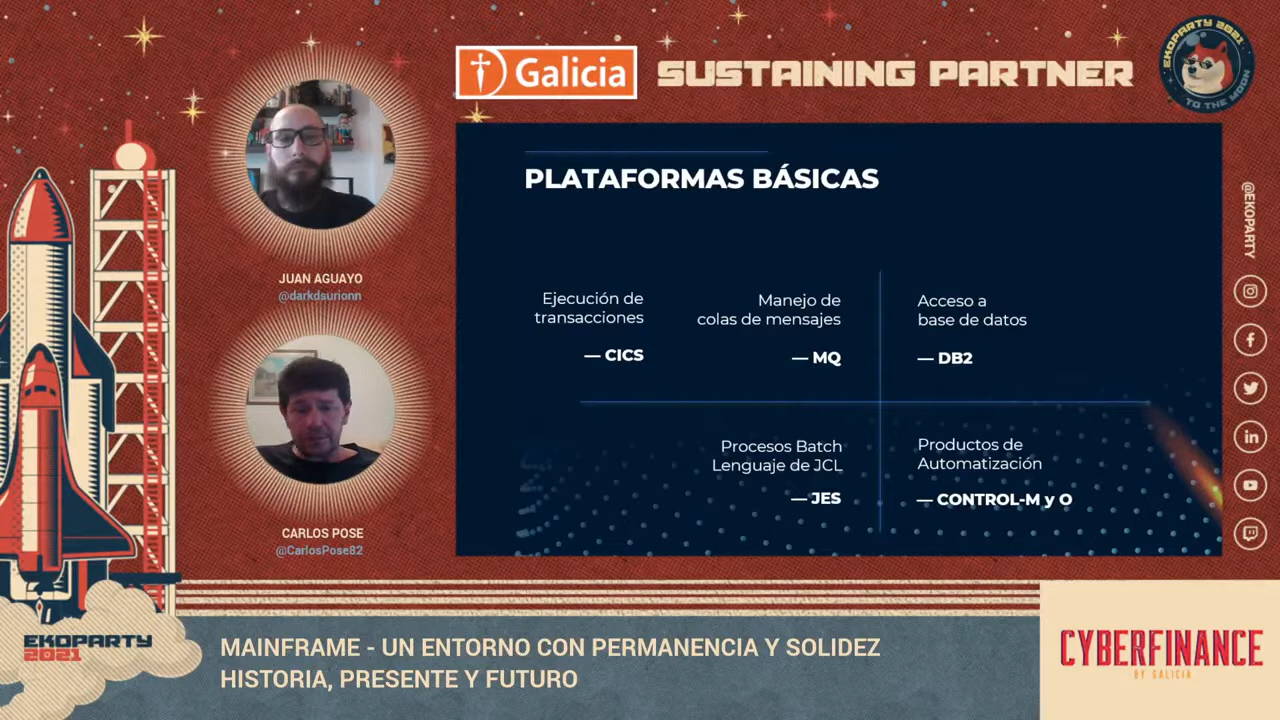 Galicia
SUSTAINING PARTNER
EKOPARTY 2021
TO THE MOON
JUAN AGUAYO
@darkdsurionn
CARLOS POSE
@CarlosPose82
PLATAFORMAS BÁSICAS
Ejecución de
transacciones
— CICS
Manejo de
colas de mensajes
— MQ
Acceso a
base de datos
— DB2
Procesos Batch
Lenguaje de JCL
— JES
Productos de
Automatización
— CONTROL-M y O
@EKOPARTY
EKOPARTY
2021
MAINFRAME - UN ENTORNO CON PERMANENCIA Y SOLIDEZ
HISTORIA, PRESENTE Y FUTURO
CYBERFINANCE
BY GALICIA